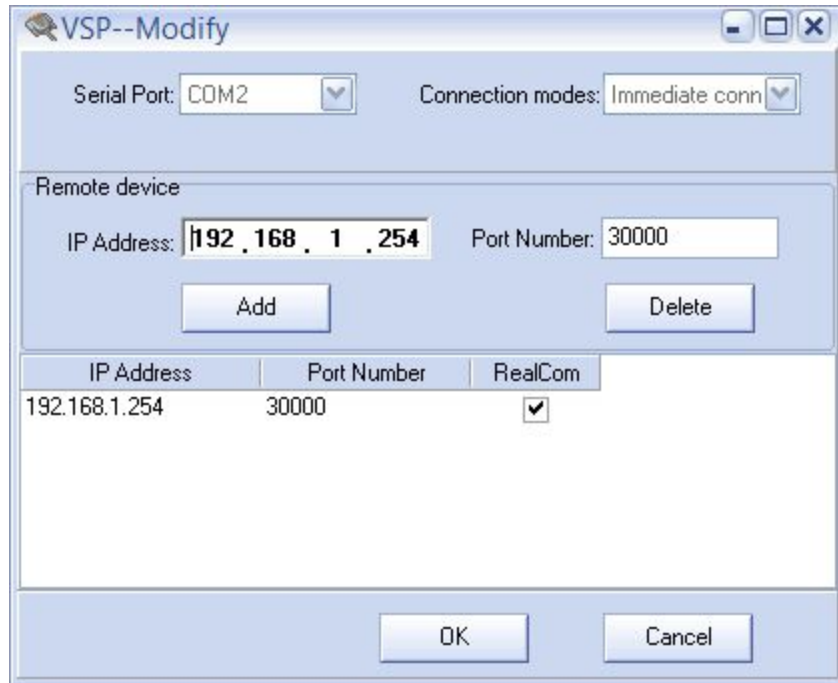 VSP--Modify
Serial Port: COM2 Connection modes: Immediate conn
Remote device
IP Address: 192 . 168 . 1 . 254 Port Number: 30000
Add Delete
IP Address Port Number RealCom
192.168.1.254 30000
OK Cancel